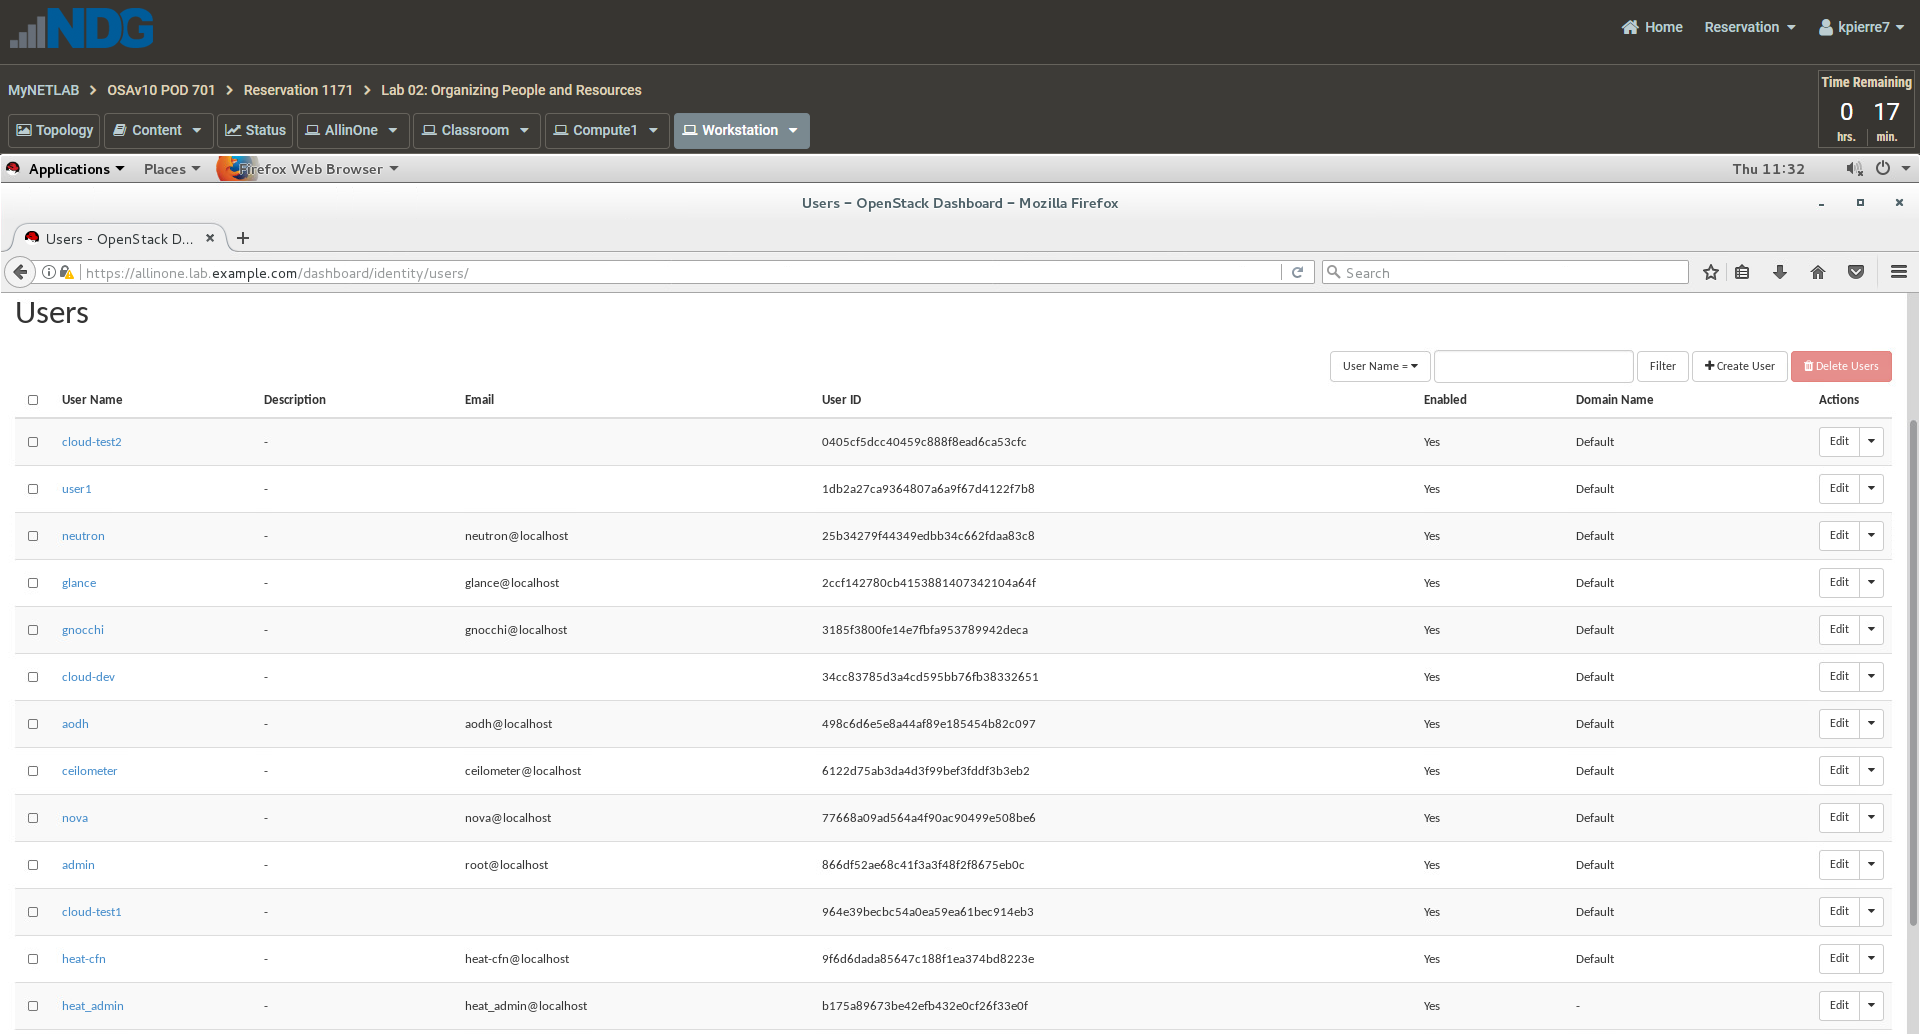 NDG
Home Reservation kpierre7
MyNETLAB > OSAv10 POD 701 > Reservation 1171 > Lab 02: Organizing People and Resources
Time Remaining
0 17
hrs. min.
Topology Content Status AllinOne Classroom Compute1 Workstation
Applications Places Firefox Web Browser Thu 11:32
Users – OpenStack Dashboard – Mozilla Firefox
Users - OpenStack D...
https://allinone.lab.example.com/dashboard/identity/users/ Search
Users
User Name = Filter Create User Delete Users
User Name Description Email User ID Enabled Domain Name Actions
cloud-test2 - 0405cf5dcc40459c888f8ead6ca53cfc Yes Default Edit
user1 - 1db2a27ca9364807a6a9f67d4122f7b8 Yes Default Edit
neutron - neutron@localhost 25b34279f44349edbb34c662fdaa83c8 Yes Default Edit
glance - glance@localhost 2ccf142780cb4153881407342104a64f Yes Default Edit
gnocchi - gnocchi@localhost 3185f3800fe14e7fbfa953789942deca Yes Default Edit
cloud-dev - 34cc83785d3a4cd595bb76fb38332651 Yes Default Edit
aodh - aodh@localhost 498c6d6e5e8a44af89e185454b82c097 Yes Default Edit
ceilometer - ceilometer@localhost 6122d75ab3da4d3f99bef3fddf3b3eb2 Yes Default Edit
nova - nova@localhost 77668a09ad564a4f90ac90499e508be6 Yes Default Edit
admin - root@localhost 866df52ae68c41f3a3f48f2f8675eb0c Yes Default Edit
cloud-test1 - 964e39becbc54a0ea59ea61bec914eb3 Yes Default Edit
heat-cfn - heat-cfn@localhost 9f6d6dada85647c188f1ea374bd8223e Yes Default Edit
heat_admin - heat_admin@localhost b175a89673be42efb432e0cf26f33e0f Yes - Edit